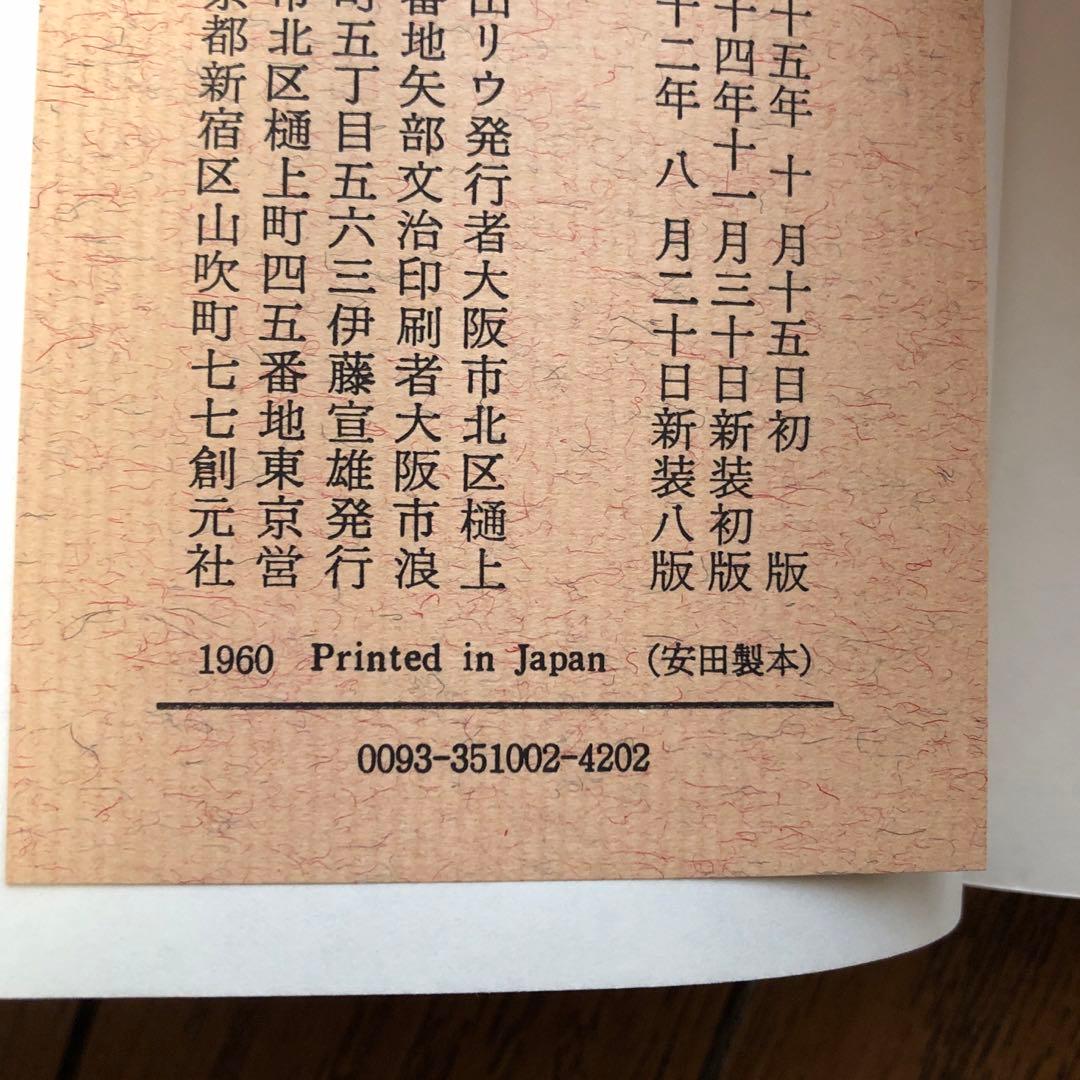 十五年 十 月十五日初 版
十四年十一月三十日新装初版
十二年 八 月二十日新装八版
リウ発行者大阪市北区樋上
番地矢部文治印刷者大阪市浪
町五丁目五六三伊藤宣雄発行
市北区樋上町四五番地東京営
京都新宿区山吹町七七創元社
1960 Printed in Japan (安田製本)
0093-351002-4202